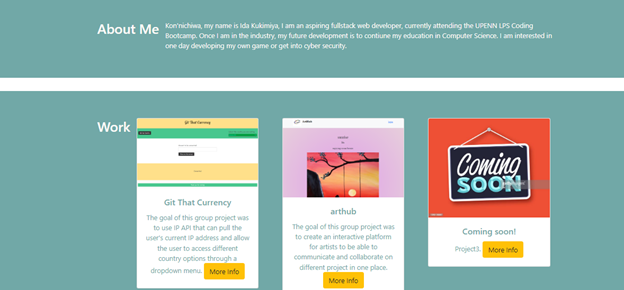 About Me
Kon'nichiwa, my name is Ida Kukimiya, I am an aspiring fullstack web developer, currently attending the UPENN LPS Coding
Bootcamp. Once I am in the industry, my future development is to contiune my education in Computer Science. I am interested in
one day developing my own game or get into cyber security.
Work
Git That Currency
Git That Currency
The goal of this group project was
to use IP API that can pull the
user's current IP address and allow
the user to access different
country options through a
dropdown menu. More Info
arthub
The goal of this group project was
to create an interactive platform
for artists to be able to
communicate and collaborate on
different project in one place.
More Info
Coming
SOON
Coming soon!
Project3. More Info